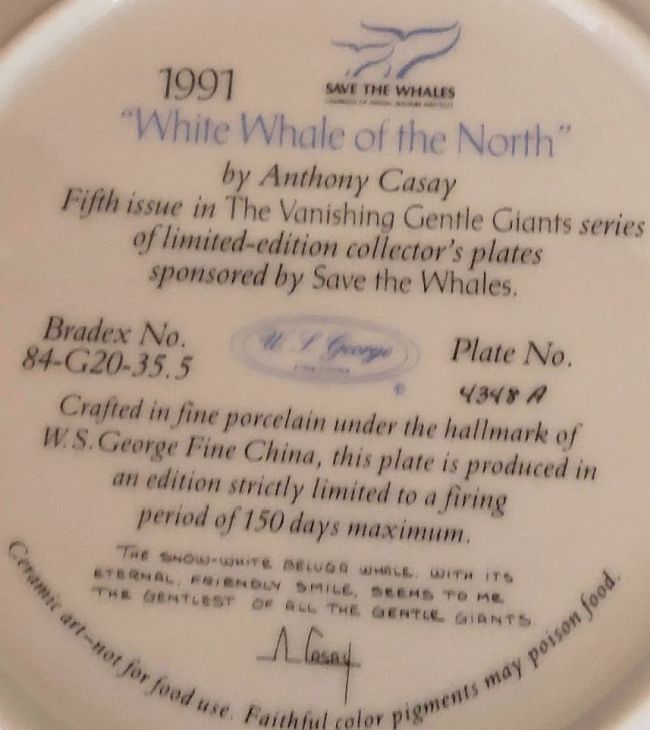 1991
SAVE THE WHALES
"White Whale of the North"
by Anthony Casay
Fifth issue in The Vanishing Gentle Giants series
of limited-edition collector's plates
sponsored by Save the Whales.
Bradex No.
84-G20-35.5
W S George
FINE CHINA
Plate No.
4348 A
Crafted in fine porcelain under the hallmark of
W.S. George Fine China, this plate is produced in
an edition strictly limited to a firing
period of 150 days maximum.
THE SNOW-WHITE BELUGA WHALE, WITH ITS
ETERNAL, FRIENDLY SMILE, SEEMS TO ME
THE GENTLEST OF ALL THE GENTLE GIANTS.
A Casay
Ceramic art—not for food use. Faithful color pigments may poison food.